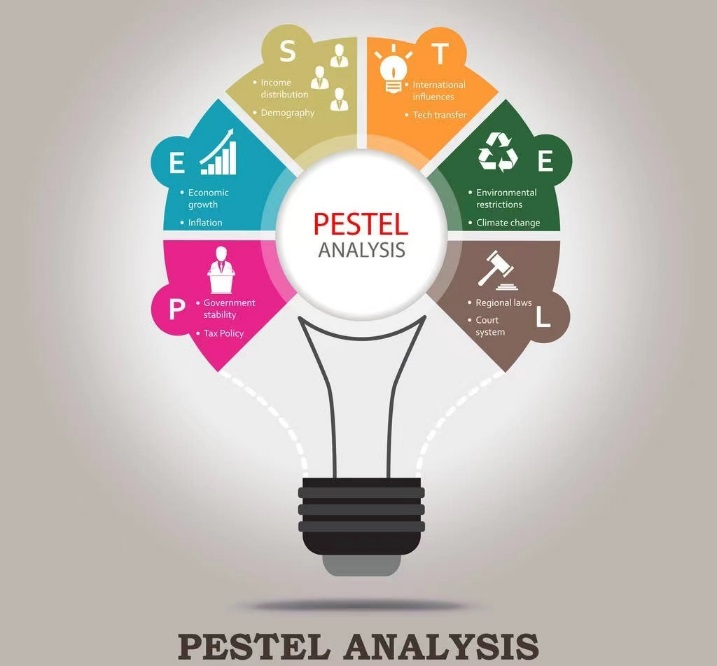 S
• Income
distribution
• Demography
T
• International
influences
• Tech transfer
E
• Economic
growth
• Inflation
E
• Environmental
restrictions
• Climate change
PESTEL
ANALYSIS
P
• Government
stability
• Tax Policy
• Regional laws
• Court
system
L
PESTEL ANALYSIS